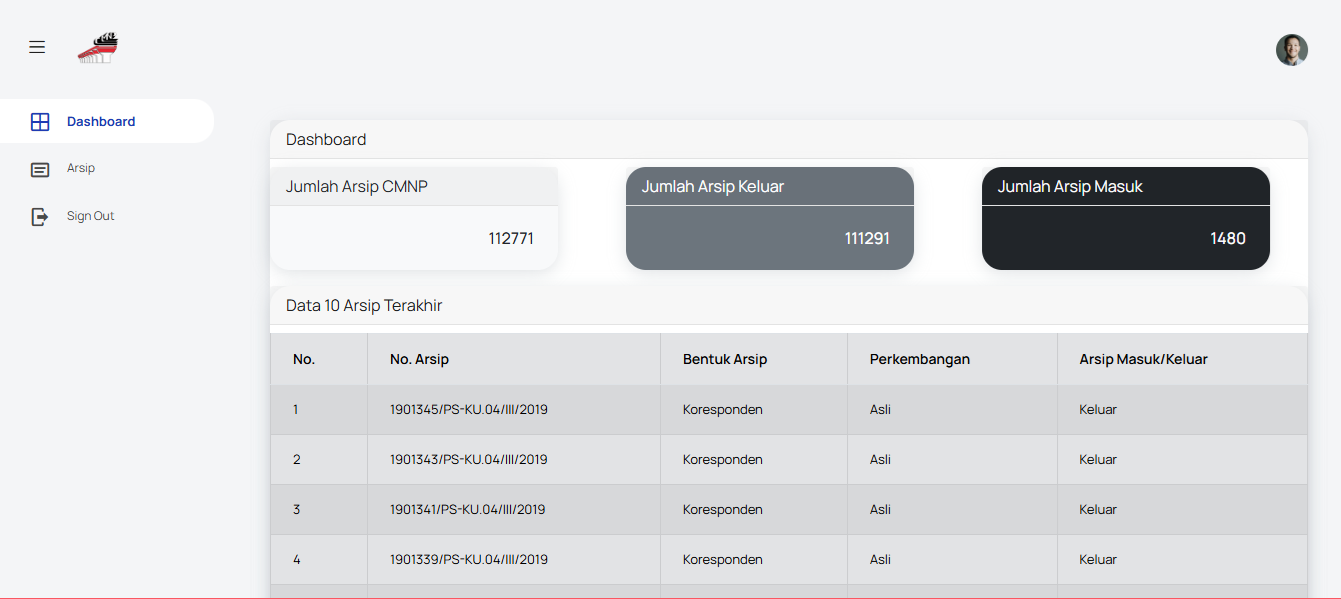 Dashboard
Arsip
Sign Out
Dashboard
Jumlah Arsip CMNP
112771
Jumlah Arsip Keluar
111291
Jumlah Arsip Masuk
1480
Data 10 Arsip Terakhir
No. No. Arsip Bentuk Arsip Perkembangan Arsip Masuk/Keluar
1 1901345/PS-KU.04/III/2019 Koresponden Asli Keluar
2 1901343/PS-KU.04/III/2019 Koresponden Asli Keluar
3 1901341/PS-KU.04/III/2019 Koresponden Asli Keluar
4 1901339/PS-KU.04/III/2019 Koresponden Asli Keluar